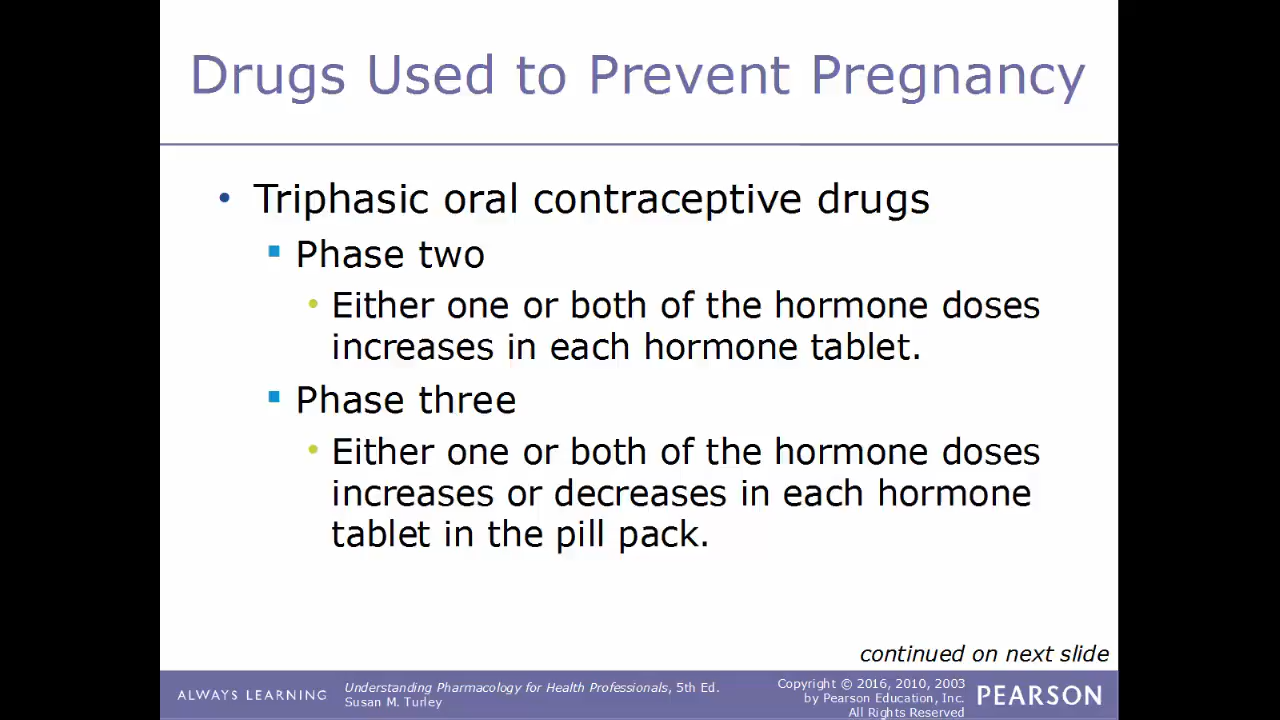 Drugs Used to Prevent Pregnancy
• Triphasic oral contraceptive drugs
▪ Phase two
• Either one or both of the hormone doses
increases in each hormone tablet.
▪ Phase three
• Either one or both of the hormone doses
increases or decreases in each hormone
tablet in the pill pack.
continued on next slide
ALWAYS LEARNING
Understanding Pharmacology for Health Professionals, 5th Ed.
Susan M. Turley
Copyright © 2016, 2010, 2003
by Pearson Education, Inc.
All Rights Reserved
PEARSON